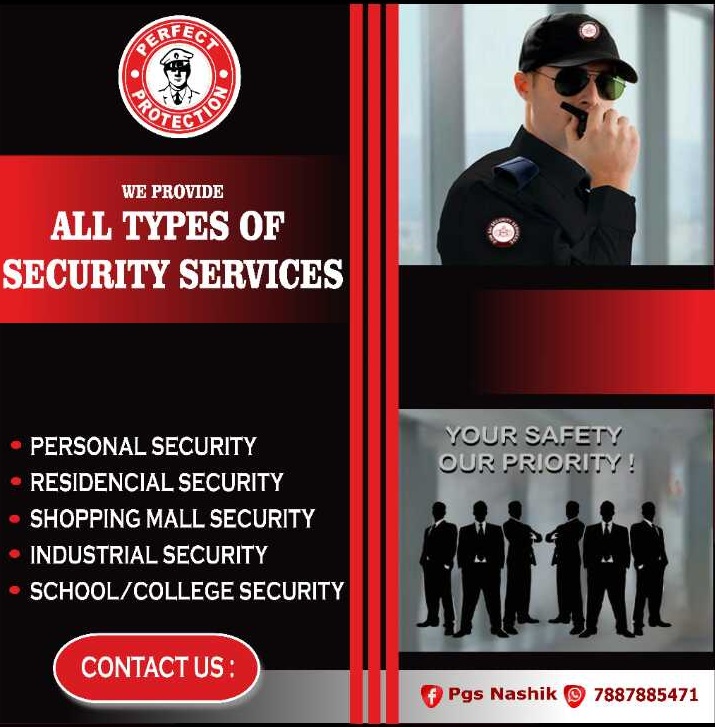 PERFECT
PROTECTION
WE PROVIDE
ALL TYPES OF
SECURITY SERVICES
• PERSONAL SECURITY
• RESIDENCIAL SECURITY
• SHOPPING MALL SECURITY
• INDUSTRIAL SECURITY
• SCHOOL/COLLEGE SECURITY
CONTACT US :
YOUR SAFETY
OUR PRIORITY !
Pgs Nashik 7887885471